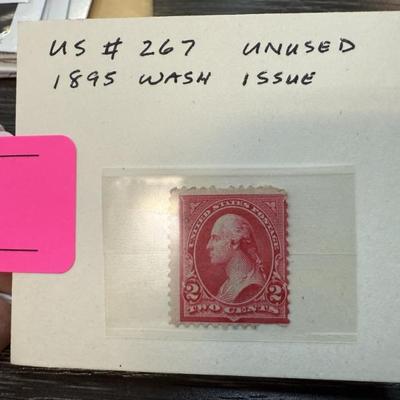 US # 267 UNUSED
1895 WASH ISSUE
UNITED STATES POSTAGE
2 2
TWO CENTS